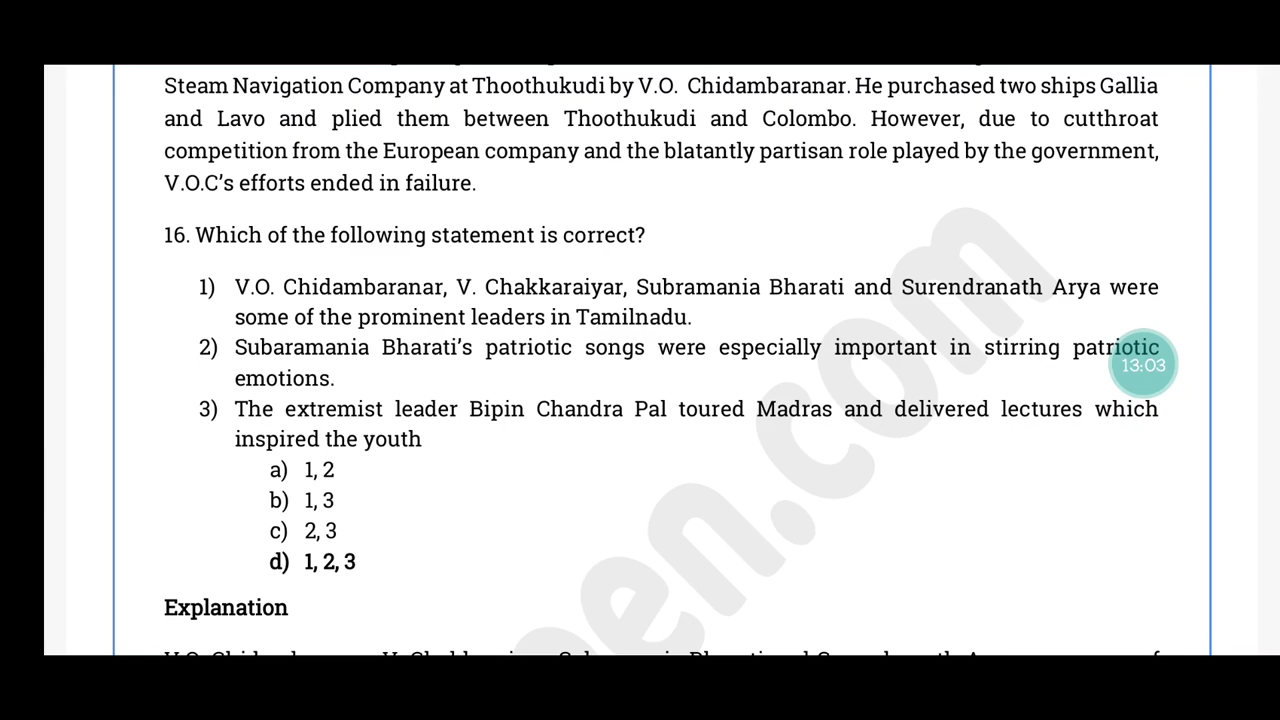 Steam Navigation Company at Thoothukudi by V.O. Chidambaranar. He purchased two ships Gallia
and Lavo and plied them between Thoothukudi and Colombo. However, due to cutthroat
competition from the European company and the blatantly partisan role played by the government,
V.O.C's efforts ended in failure.
16. Which of the following statement is correct?
1) V.O. Chidambaranar, V. Chakkaraiyar, Subramania Bharati and Surendranath Arya were
some of the prominent leaders in Tamilnadu.
2) Subaramania Bharati's patriotic songs were especially important in stirring patriotic
emotions.
13:03
3) The extremist leader Bipin Chandra Pal toured Madras and delivered lectures which
inspired the youth
a) 1, 2
b) 1, 3
c) 2, 3
d) 1, 2, 3
Explanation
en.com